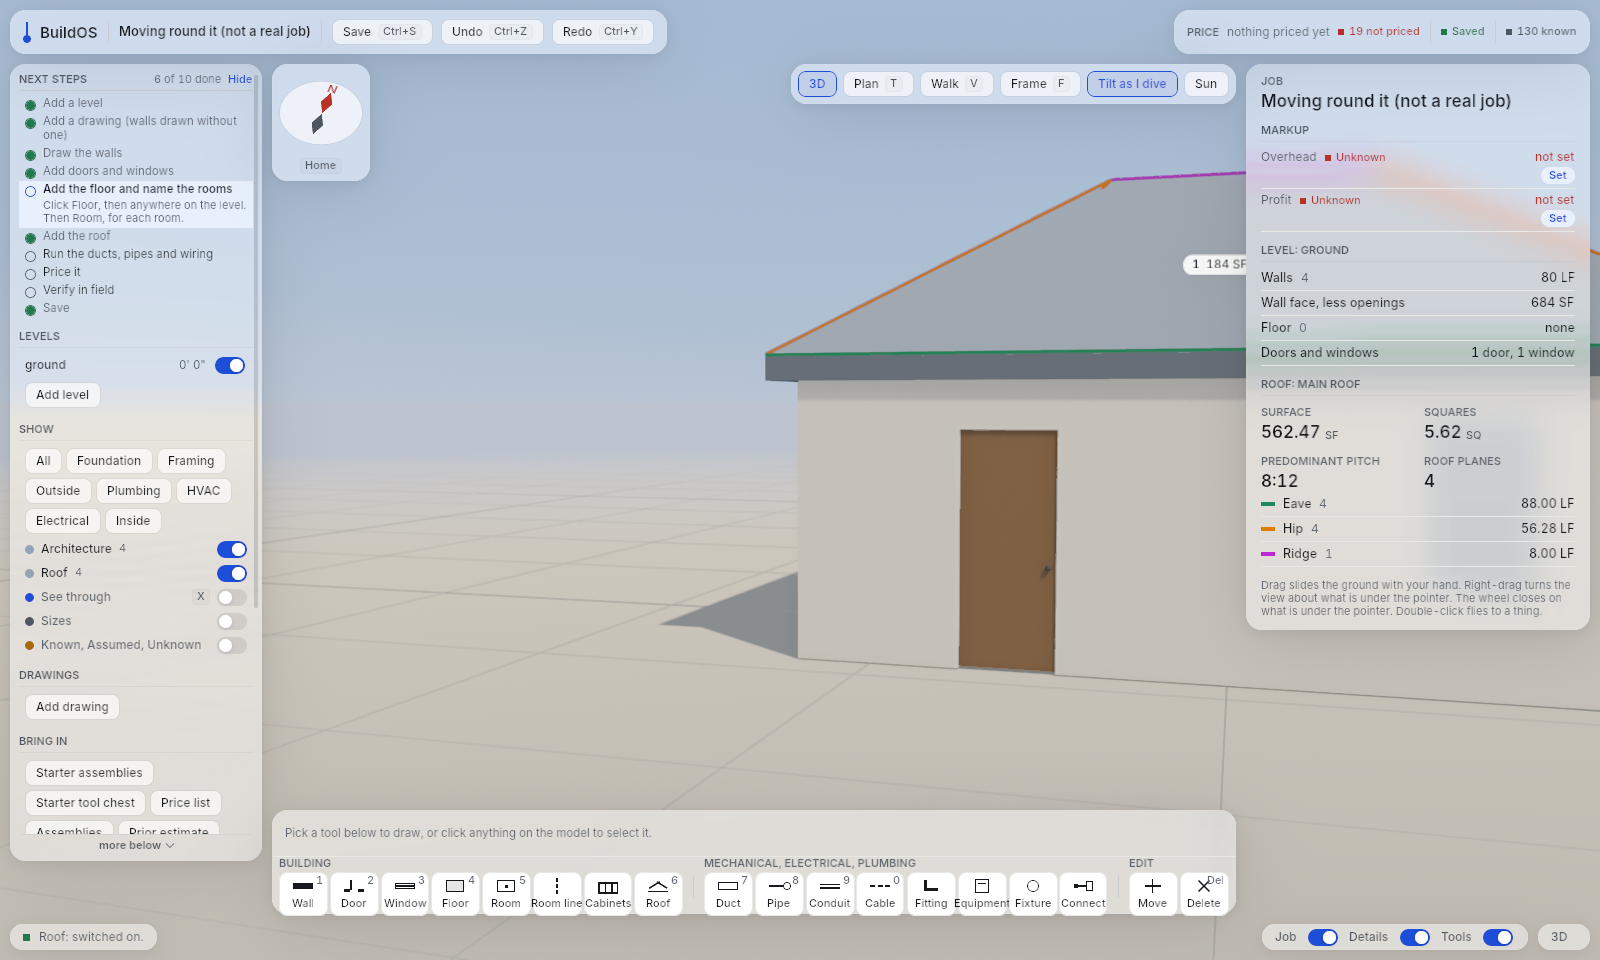 BuildOS
Moving round it (not a real job)
Save Ctrl+S
Undo Ctrl+Z
Redo Ctrl+Y
PRICE nothing priced yet 19 not priced Saved 130 known
NEXT STEPS 6 of 10 done Hide
Add a level
Add a drawing (walls drawn without
one)
Draw the walls
Add doors and windows
Add the floor and name the rooms
Click Floor, then anywhere on the level.
Then Room, for each room.
Add the roof
Run the ducts, pipes and wiring
Price it
Verify in field
Save
LEVELS
ground 0' 0"
Add level
SHOW
All Foundation Framing
Outside Plumbing HVAC
Electrical Inside
Architecture 4
Roof 4
See through X
Sizes
Known, Assumed, Unknown
DRAWINGS
Add drawing
BRING IN
Starter assemblies
Starter tool chest Price list
Assemblies Prior estimate
more below
Roof: switched on.
N
Home
3D Plan T Walk V Frame F Tilt as I dive Sun
1 184 SF
JOB
Moving round it (not a real job)
MARKUP
Overhead Unknown not set
Set
Profit Unknown not set
Set
LEVEL: GROUND
Walls 4 80 LF
Wall face, less openings 684 SF
Floor 0 none
Doors and windows 1 door, 1 window
ROOF: MAIN ROOF
SURFACE SQUARES
562.47 SF 5.62 SQ
PREDOMINANT PITCH ROOF PLANES
8:12 4
Eave 4 88.00 LF
Hip 4 56.28 LF
Ridge 1 8.00 LF
Drag slides the ground with your hand. Right-drag turns the
view about what is under the pointer. The wheel closes on
what is under the pointer. Double-click flies to a thing.
Pick a tool below to draw, or click anything on the model to select it.
BUILDING MECHANICAL, ELECTRICAL, PLUMBING EDIT
1 2 3 4 5 6 7 8 9 0 Del
Wall Door Window Floor Room Room line Cabinets Roof Duct Pipe Conduit Cable Fitting Equipment Fixture Connect Move Delete
Job Details Tools 3D